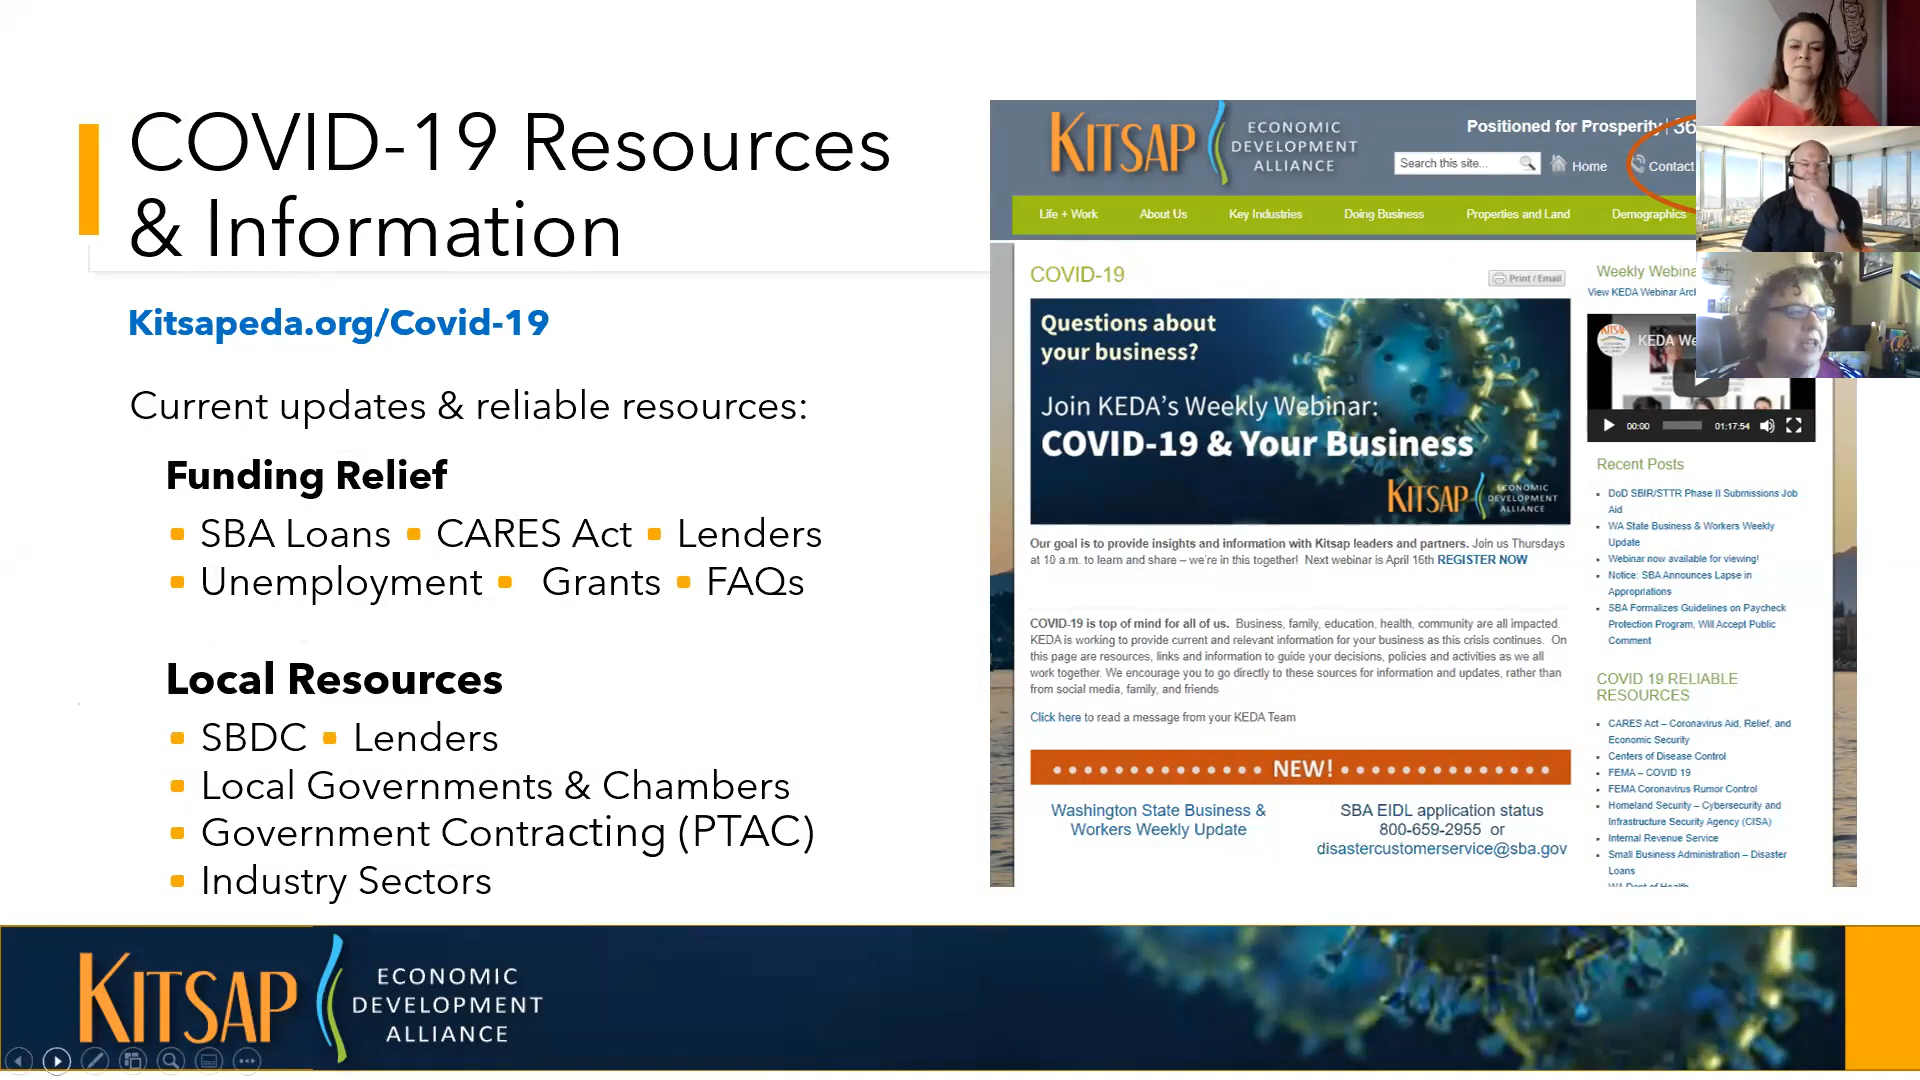 COVID-19 Resources
& Information
Kitsapeda.org/Covid-19
Current updates & reliable resources:
Funding Relief
SBA Loans ▪ CARES Act ▪ Lenders
Unemployment ▪ Grants ▪ FAQs
Local Resources
SBDC ▪ Lenders
Local Governments & Chambers
Government Contracting (PTAC)
Industry Sectors
KITSAP
ECONOMIC
DEVELOPMENT
ALLIANCE
Positioned for Prosperity | 36
Search this site...
Home
Contact
Life + Work
About Us
Key Industries
Doing Business
Properties and Land
Demographics
COVID-19
Print / Email
Questions about
your business?
Join KEDA's Weekly Webinar:
COVID-19 & Your Business
KITSAP
ECONOMIC
DEVELOPMENT
ALLIANCE
Our goal is to provide insights and information with Kitsap leaders and partners. Join us Thursdays
at 10 a.m. to learn and share – we're in this together! Next webinar is April 16th REGISTER NOW
COVID-19 is top of mind for all of us. Business, family, education, health, community are all impacted.
KEDA is working to provide current and relevant information for your business as this crisis continues. On
this page are resources, links and information to guide your decisions, policies and activities as we all
work together. We encourage you to go directly to these sources for information and updates, rather than
from social media, family, and friends
Click here to read a message from your KEDA Team
NEW!
Washington State Business &
Workers Weekly Update
SBA EIDL application status
800-659-2955 or
disastercustomerservice@sba.gov
Weekly Webina
View KEDA Webinar Arc
KITSAP
KEDA We
00:00
01:17:54
Recent Posts
DoD SBIR/STTR Phase II Submissions Job
Aid
WA State Business & Workers Weekly
Update
Webinar now available for viewing!
Notice: SBA Announces Lapse in
Appropriations
SBA Formalizes Guidelines on Paycheck
Protection Program, Will Accept Public
Comment
COVID 19 RELIABLE
RESOURCES
CARES Act – Coronavirus Aid, Relief, and
Economic Security
Centers of Disease Control
FEMA – COVID 19
FEMA Coronavirus Rumor Control
Homeland Security – Cybersecurity and
Infrastructure Security Agency (CISA)
Internal Revenue Service
Small Business Administration – Disaster
Loans
WA Dept of Health
KITSAP
ECONOMIC
DEVELOPMENT
ALLIANCE